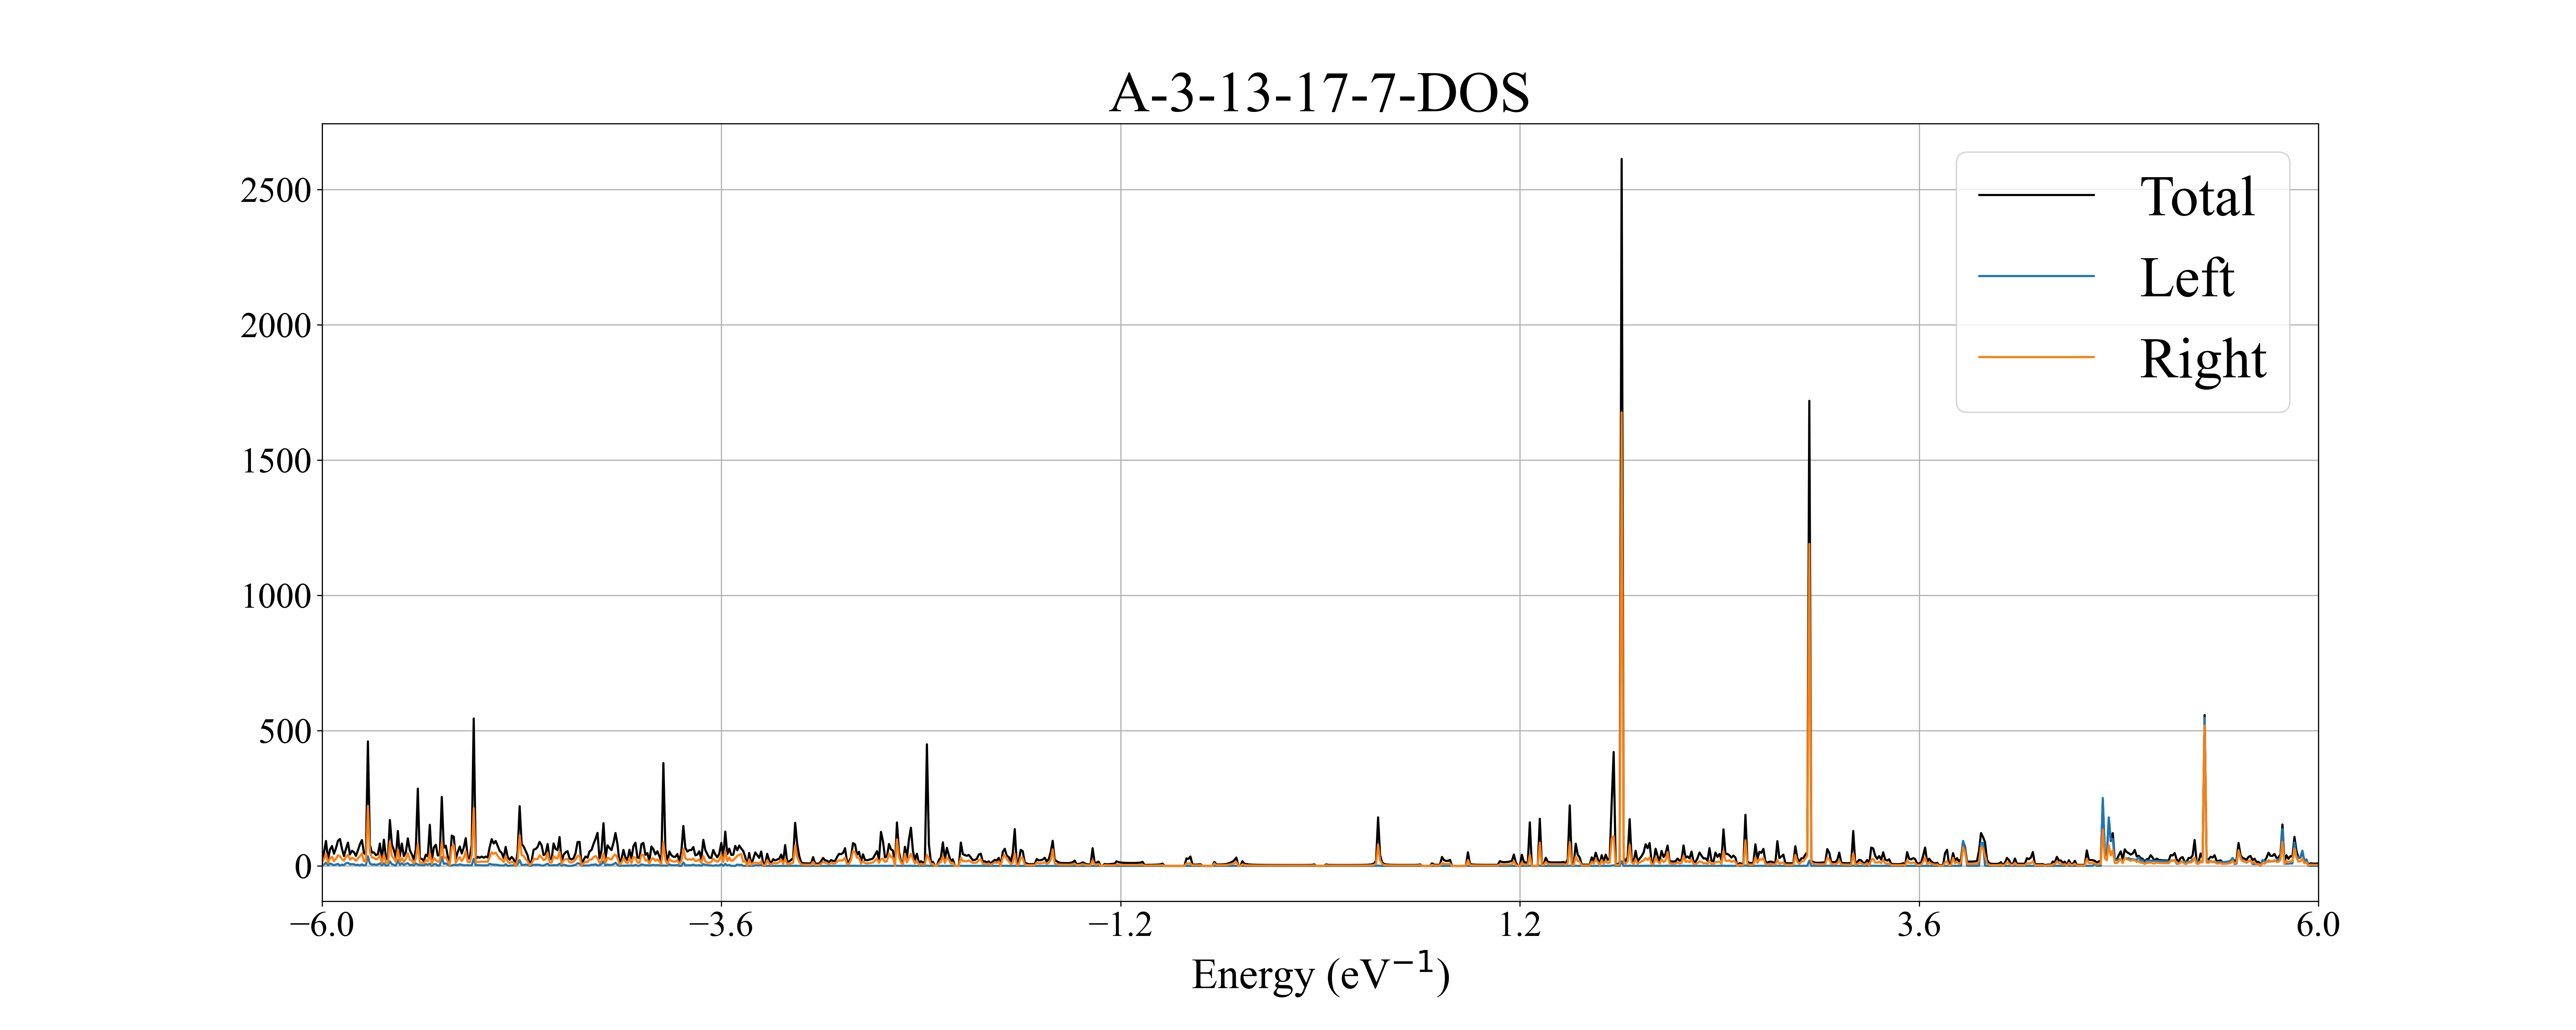 A-3-13-17-7-DOS
2500
2000
1500
1000
500
0
Total
Left
Right
−6.0 −3.6 −1.2 1.2 3.6 6.0
Energy (eV⁻¹)